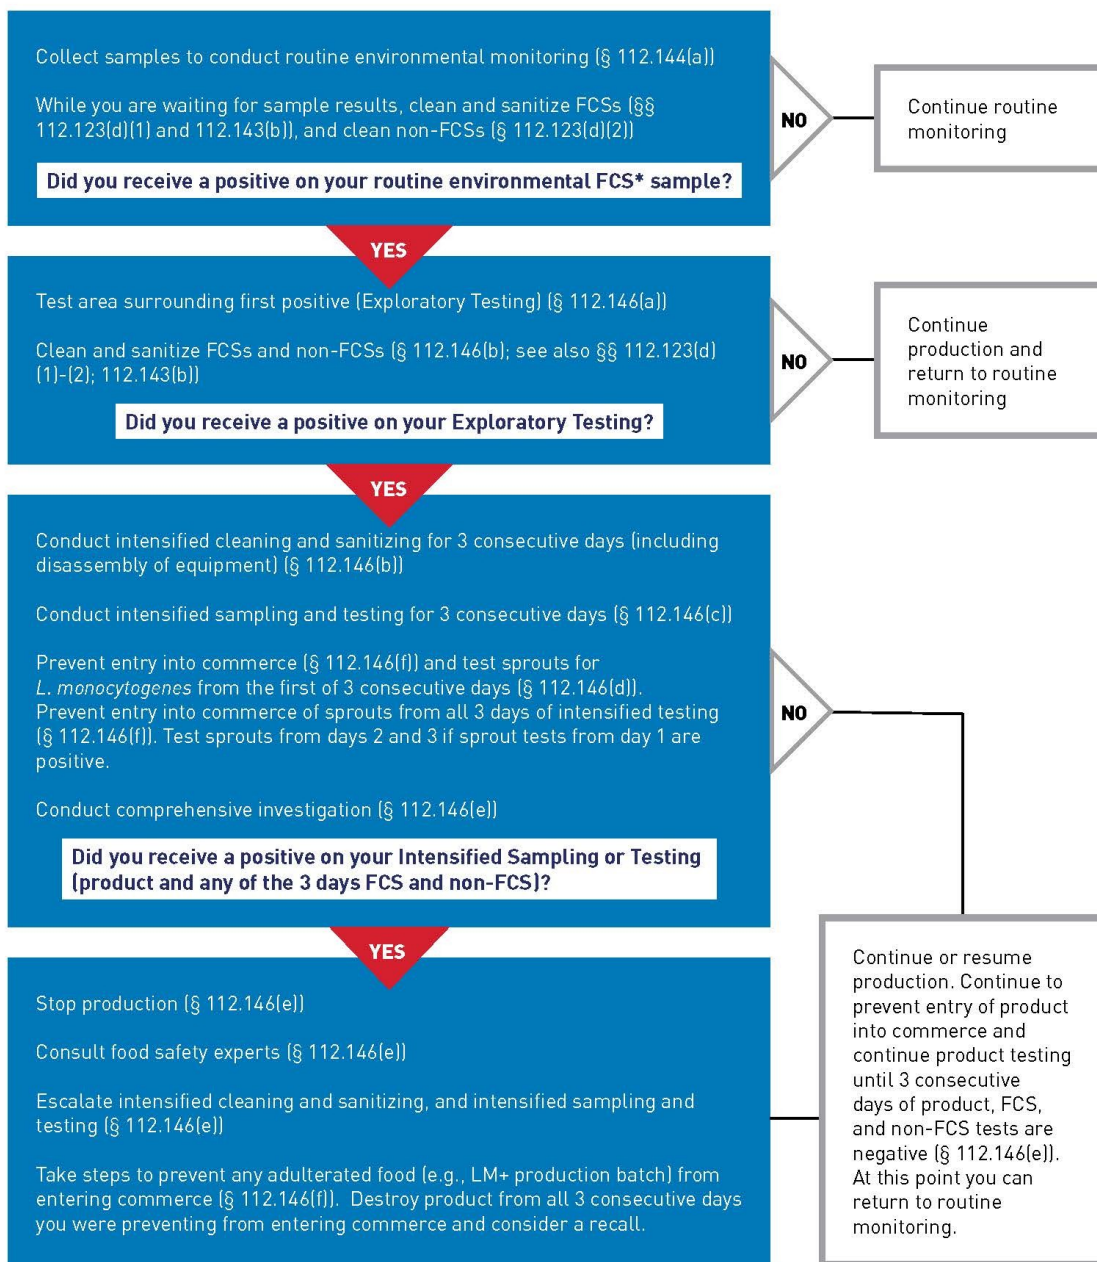 Collect samples to conduct routine environmental monitoring (§ 112.144(a))
While you are waiting for sample results, clean and sanitize FCSs (§§
112.123(d)(1) and 112.143(b)), and clean non-FCSs (§ 112.123(d)(2))
Did you receive a positive on your routine environmental FCS* sample?
NO
Continue routine
monitoring
YES
Test area surrounding first positive (Exploratory Testing) (§ 112.146(a))
Clean and sanitize FCSs and non-FCSs (§ 112.146(b); see also §§ 112.123(d)
(1)-(2); 112.143(b))
Did you receive a positive on your Exploratory Testing?
NO
Continue
production and
return to routine
monitoring
YES
Conduct intensified cleaning and sanitizing for 3 consecutive days (including
disassembly of equipment) (§ 112.146(b))
Conduct intensified sampling and testing for 3 consecutive days (§ 112.146(c))
Prevent entry into commerce (§ 112.146(f)) and test sprouts for
L. monocytogenes from the first of 3 consecutive days (§ 112.146(d)).
Prevent entry into commerce of sprouts from all 3 days of intensified testing
(§ 112.146(f)). Test sprouts from days 2 and 3 if sprout tests from day 1 are
positive.
Conduct comprehensive investigation (§ 112.146(e))
Did you receive a positive on your Intensified Sampling or Testing
(product and any of the 3 days FCS and non-FCS)?
NO
YES
Stop production (§ 112.146(e))
Consult food safety experts (§ 112.146(e))
Escalate intensified cleaning and sanitizing, and intensified sampling and
testing (§ 112.146(e))
Take steps to prevent any adulterated food (e.g., LM+ production batch) from
entering commerce (§ 112.146(f)). Destroy product from all 3 consecutive days
you were preventing from entering commerce and consider a recall.
Continue or resume
production. Continue to
prevent entry of product
into commerce and
continue product testing
until 3 consecutive
days of product, FCS,
and non-FCS tests are
negative (§ 112.146(e)).
At this point you can
return to routine
monitoring.